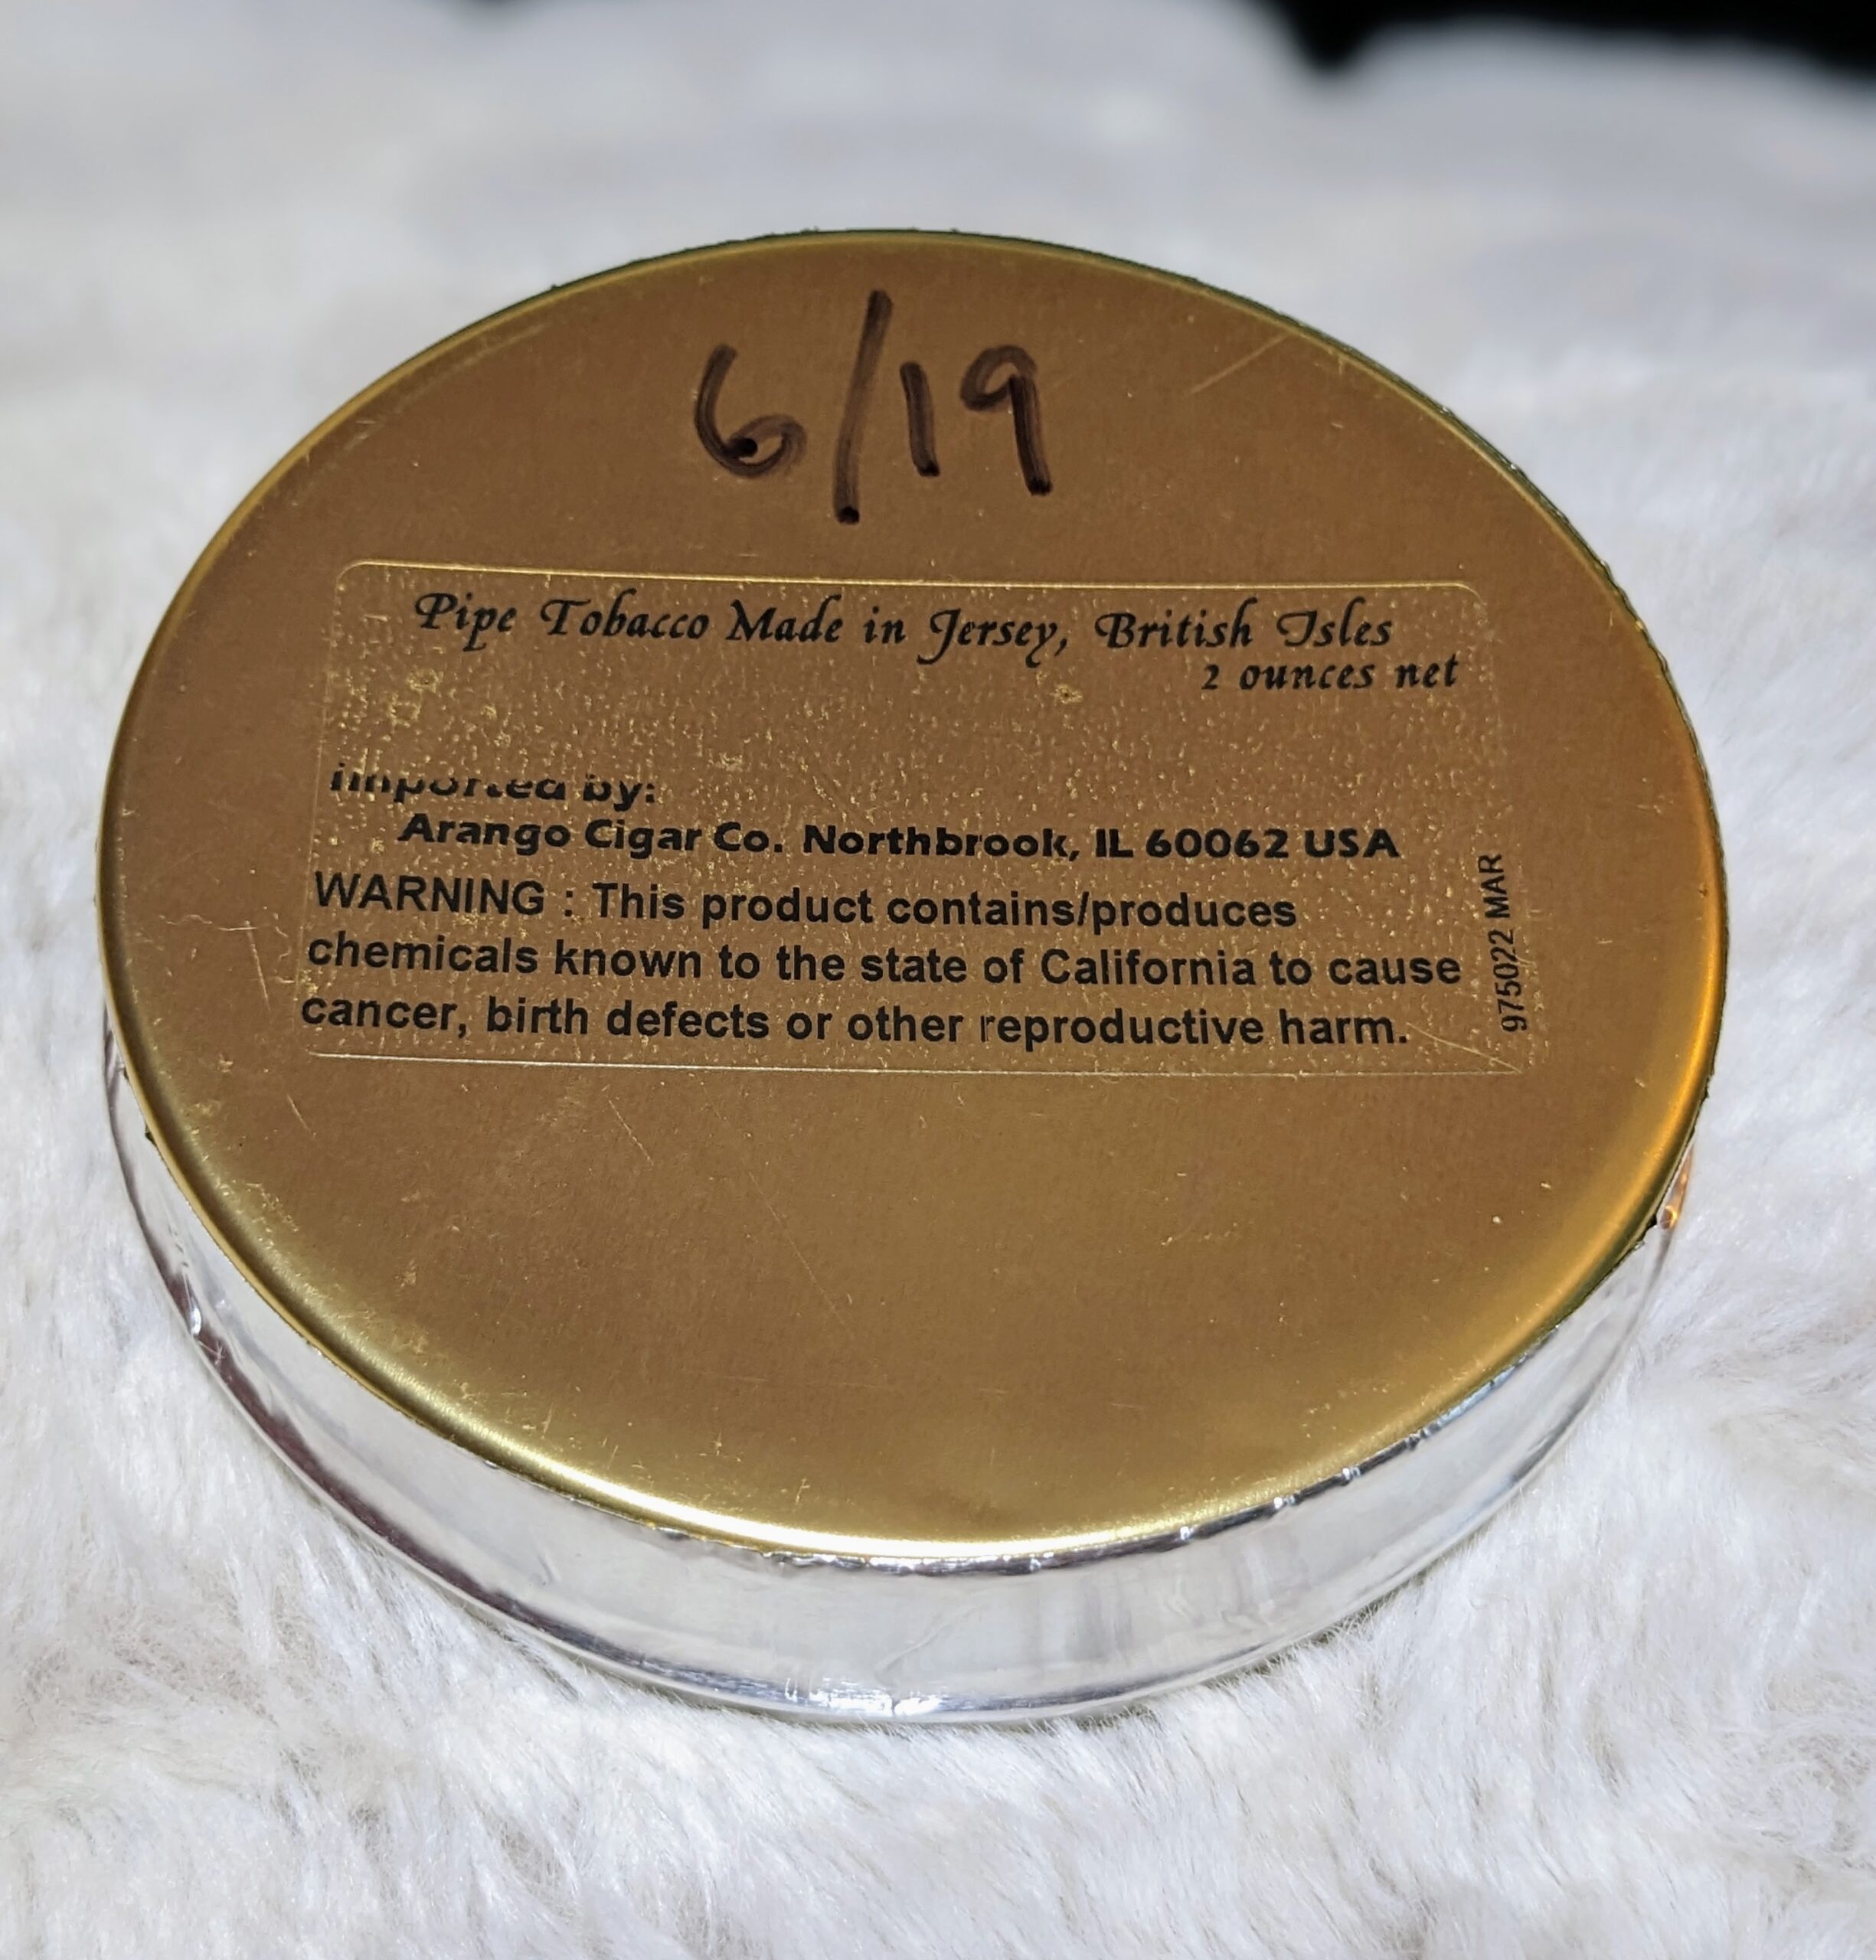 6/19
Pipe Tobacco Made in Jersey, British Isles
2 ounces net
Imported by:
Arango Cigar Co. Northbrook, IL 60062 USA
WARNING : This product contains/produces
chemicals known to the state of California to cause
cancer, birth defects or other reproductive harm.
975022 MAR